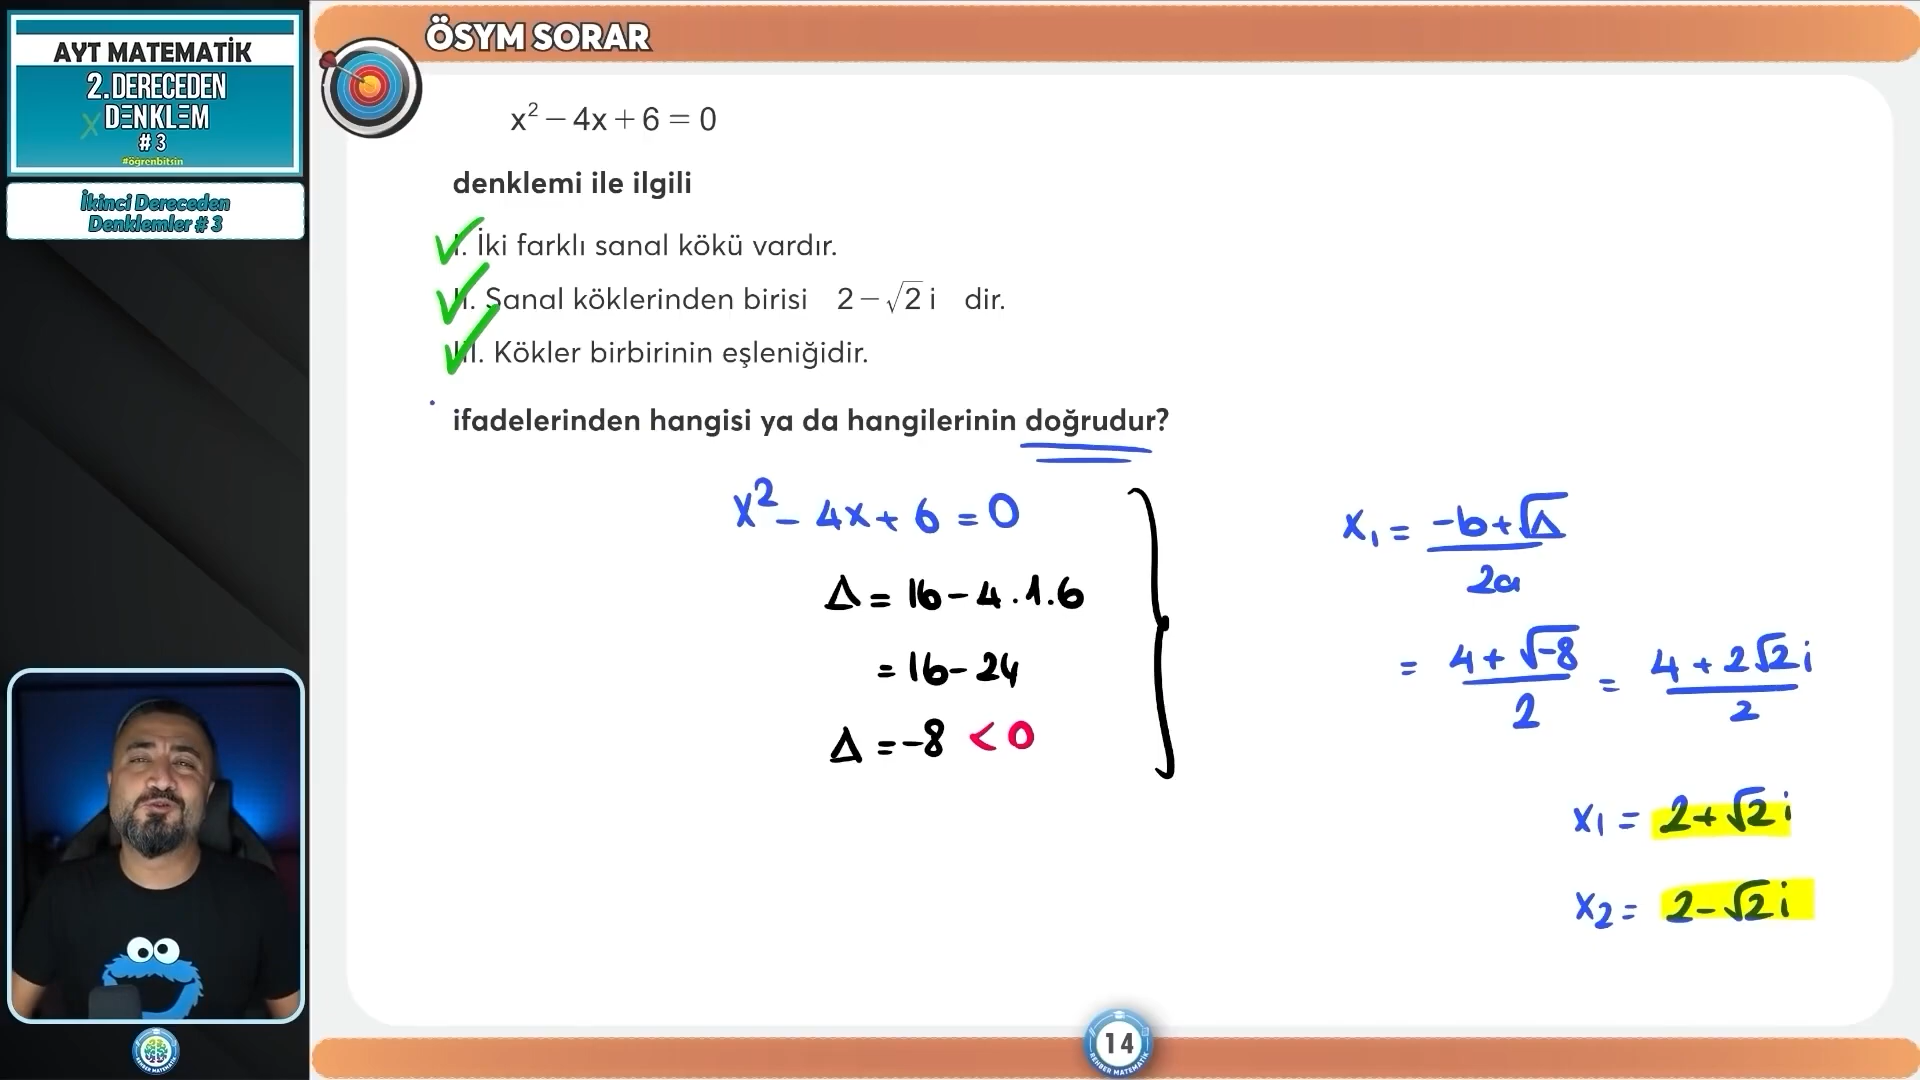 AYT MATEMATİK
2.DERECEDEN
X DENKLEM
# 3
#öğrenbitsin
İkinci Dereceden
Denklemler # 3
ÖSYM SORAR
x² − 4x + 6 = 0
denklemi ile ilgili
I. İki farklı sanal kökü vardır.
II. Sanal köklerinden birisi 2 − √2 i dir.
III. Kökler birbirinin eşleniğidir.
ifadelerinden hangisi ya da hangilerinin doğrudur?
x² − 4x + 6 = 0
Δ = 16 − 4.1.6
= 16 − 24
Δ = −8 < 0
x₁ = (−b + √Δ) / 2a
= (4 + √−8) / 2 = (4 + 2√2 i) / 2
x₁ = 2 + √2 i
x₂ = 2 − √2 i
14
REHBER MATEMATİK